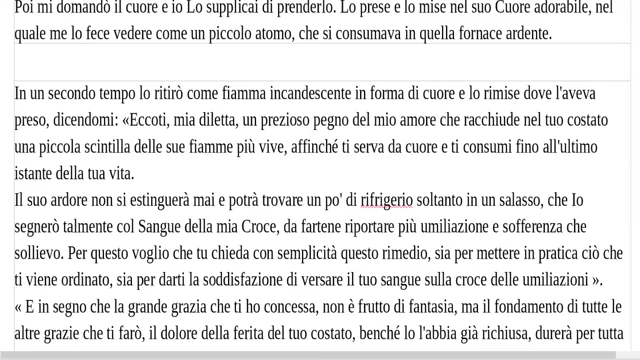 Poi mi domandò il cuore e io Lo supplicai di prenderlo. Lo prese e lo mise nel suo Cuore adorabile, nel
quale me lo fece vedere come un piccolo atomo, che si consumava in quella fornace ardente.
In un secondo tempo lo ritirò come fiamma incandescente in forma di cuore e lo rimise dove l'aveva
preso, dicendomi: «Eccoti, mia diletta, un prezioso pegno del mio amore che racchiude nel tuo costato
una piccola scintilla delle sue fiamme più vive, affinché ti serva da cuore e ti consumi fino all'ultimo
istante della tua vita.
Il suo ardore non si estinguerà mai e potrà trovare un po' di rifrigerio soltanto in un salasso, che Io
segnerò talmente col Sangue della mia Croce, da fartene riportare più umiliazione e sofferenza che
sollievo. Per questo voglio che tu chieda con semplicità questo rimedio, sia per mettere in pratica ciò che
ti viene ordinato, sia per darti la soddisfazione di versare il tuo sangue sulla croce delle umiliazioni ».
« E in segno che la grande grazia che ti ho concessa, non è frutto di fantasia, ma il fondamento di tutte le
altre grazie che ti farò, il dolore della ferita del tuo costato, benché lo l'abbia già richiusa, durerà per tutta